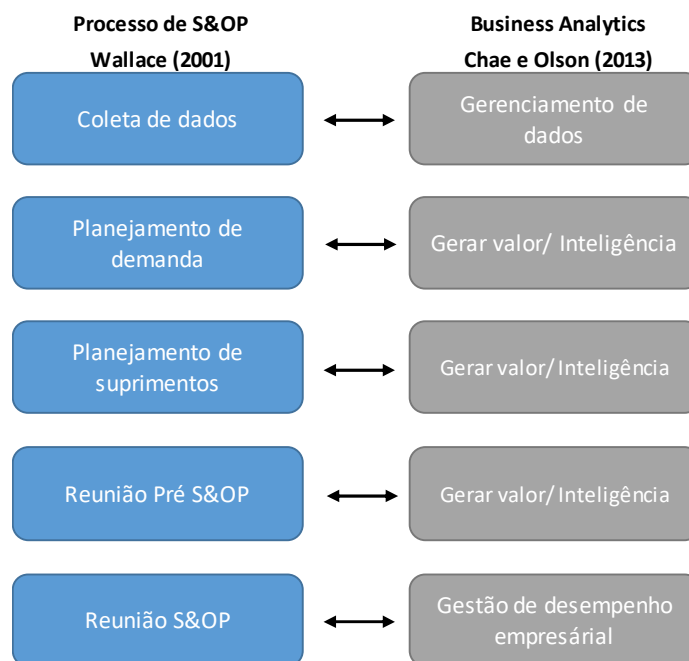 Processo de S&OP
Wallace (2001)
Business Analytics
Chae e Olson (2013)
Coleta de dados
Gerenciamento de
dados
Planejamento de
demanda
Gerar valor/ Inteligência
Planejamento de
suprimentos
Gerar valor/ Inteligência
Reunião Pré S&OP
Gerar valor/ Inteligência
Reunião S&OP
Gestão de desempenho
empresárial